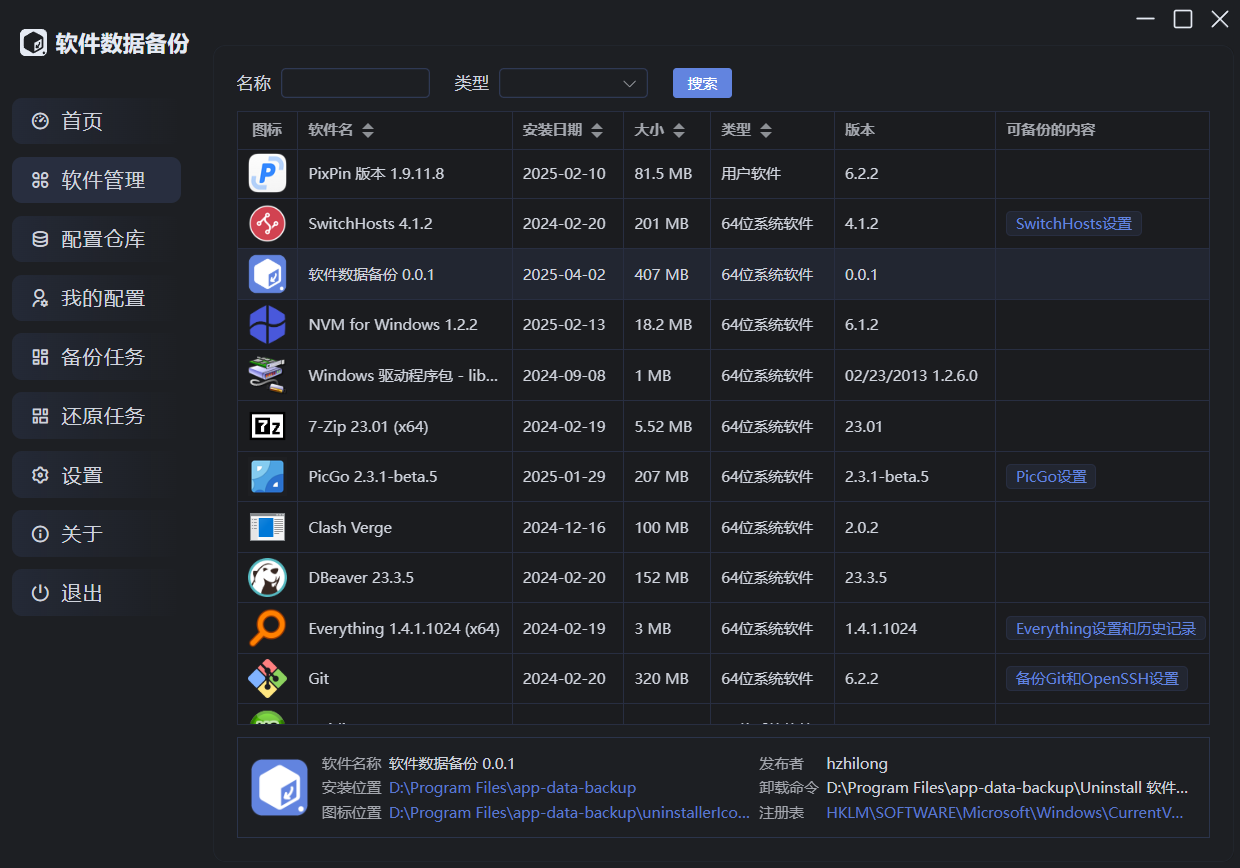 软件数据备份
首页
软件管理
配置仓库
我的配置
备份任务
还原任务
设置
关于
退出
名称 类型 搜索
图标 软件名 安装日期 大小 类型 版本 可备份的内容
PixPin 版本 1.9.11.8 2025-02-10 81.5 MB 用户软件 6.2.2
SwitchHosts 4.1.2 2024-02-20 201 MB 64位系统软件 4.1.2 SwitchHosts设置
软件数据备份 0.0.1 2025-04-02 407 MB 64位系统软件 0.0.1
NVM for Windows 1.2.2 2025-02-13 18.2 MB 64位系统软件 6.1.2
Windows 驱动程序包 - lib... 2024-09-08 1 MB 64位系统软件 02/23/2013 1.2.6.0
7-Zip 23.01 (x64) 2024-02-19 5.52 MB 64位系统软件 23.01
PicGo 2.3.1-beta.5 2025-01-29 207 MB 64位系统软件 2.3.1-beta.5 PicGo设置
Clash Verge 2024-12-16 100 MB 64位系统软件 2.0.2
DBeaver 23.3.5 2024-02-20 152 MB 64位系统软件 23.3.5
Everything 1.4.1.1024 (x64) 2024-02-19 3 MB 64位系统软件 1.4.1.1024 Everything设置和历史记录
Git 2024-02-20 320 MB 64位系统软件 6.2.2 备份Git和OpenSSH设置
软件名称 软件数据备份 0.0.1 发布者 hzhilong
安装位置 D:\Program Files\app-data-backup 卸载命令 D:\Program Files\app-data-backup\Uninstall 软件...
图标位置 D:\Program Files\app-data-backup\uninstallerIco... 注册表 HKLM\SOFTWARE\Microsoft\Windows\CurrentV...